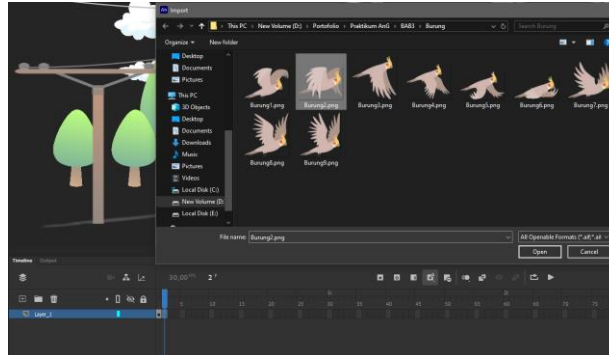 Import
This PC > New Volume (D:) > Portofolio > Praktikum AnG > BAB3 > Burung
Search Burung
Organize
New folder
Desktop
Documents
Pictures
This PC
3D Objects
Desktop
Documents
Downloads
Music
Pictures
Videos
Local Disk (C:)
New Volume (D:
Local Disk (E:)
Burung1.png
Burung2.png
Burung3.png
Burung4.png
Burung5.png
Burung6.png
Burung7.png
Burung8.png
Burung9.png
File name: Burung2.png
All Openable Formats (*.ai;*.ai
Open
Cancel
Timeline
Output
30,00 FPS
2 F
5 10 15 20 25 30 35 40 45 50 55 60 65 70 75
Layer_1